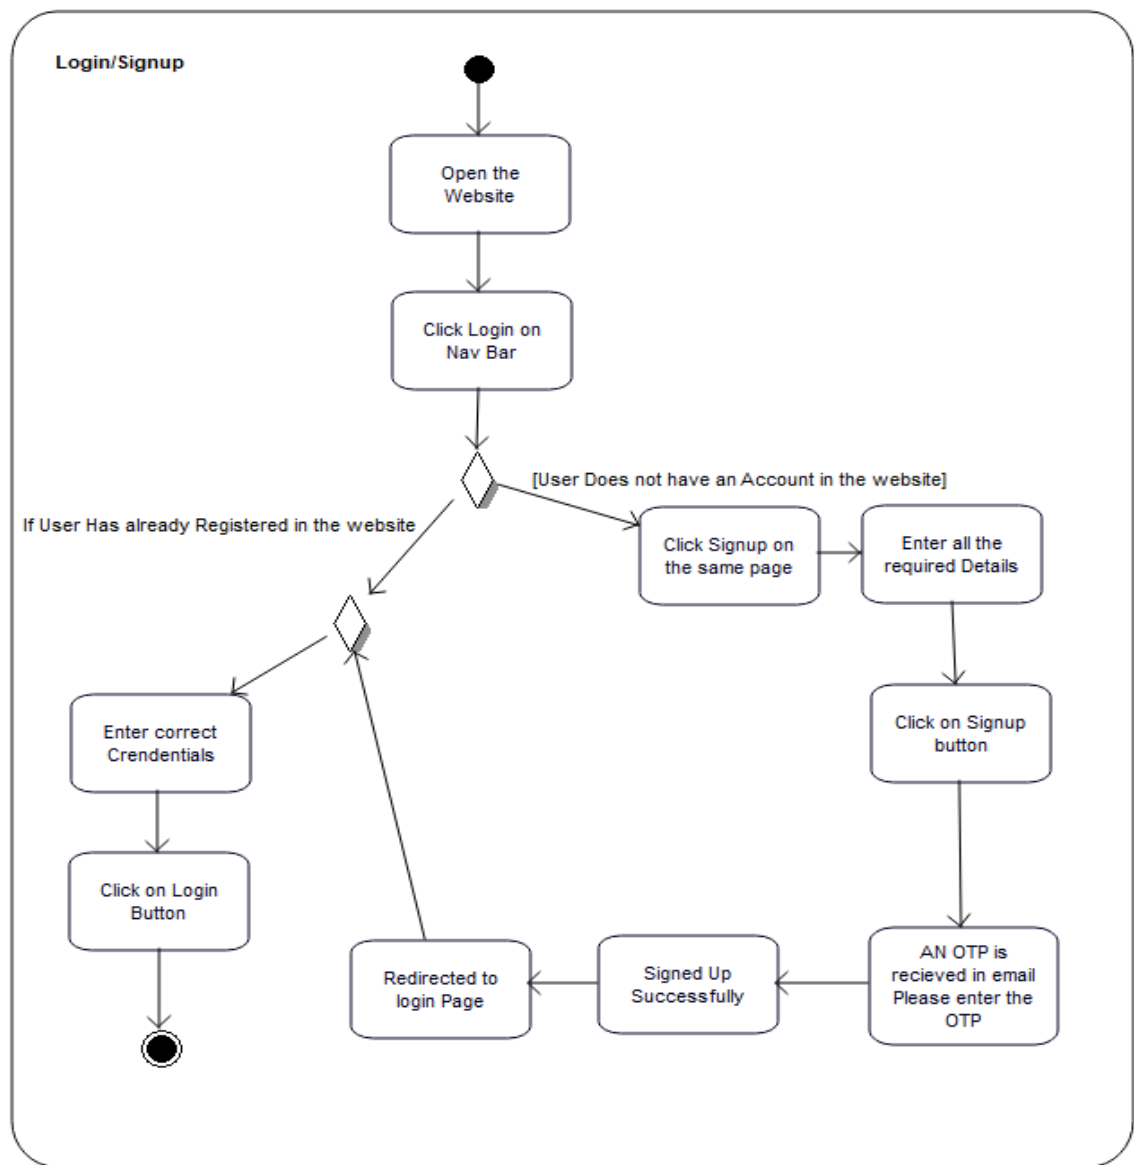 Login/Signup
Open the
Website
Click Login on
Nav Bar
[User Does not have an Account in the website]
If User Has already Registered in the website
Click Signup on
the same page
Enter all the
required Details
Enter correct
Crendentials
Click on Signup
button
Click on Login
Button
AN OTP is
recieved in email
Please enter the
OTP
Signed Up
Successfully
Redirected to
login Page